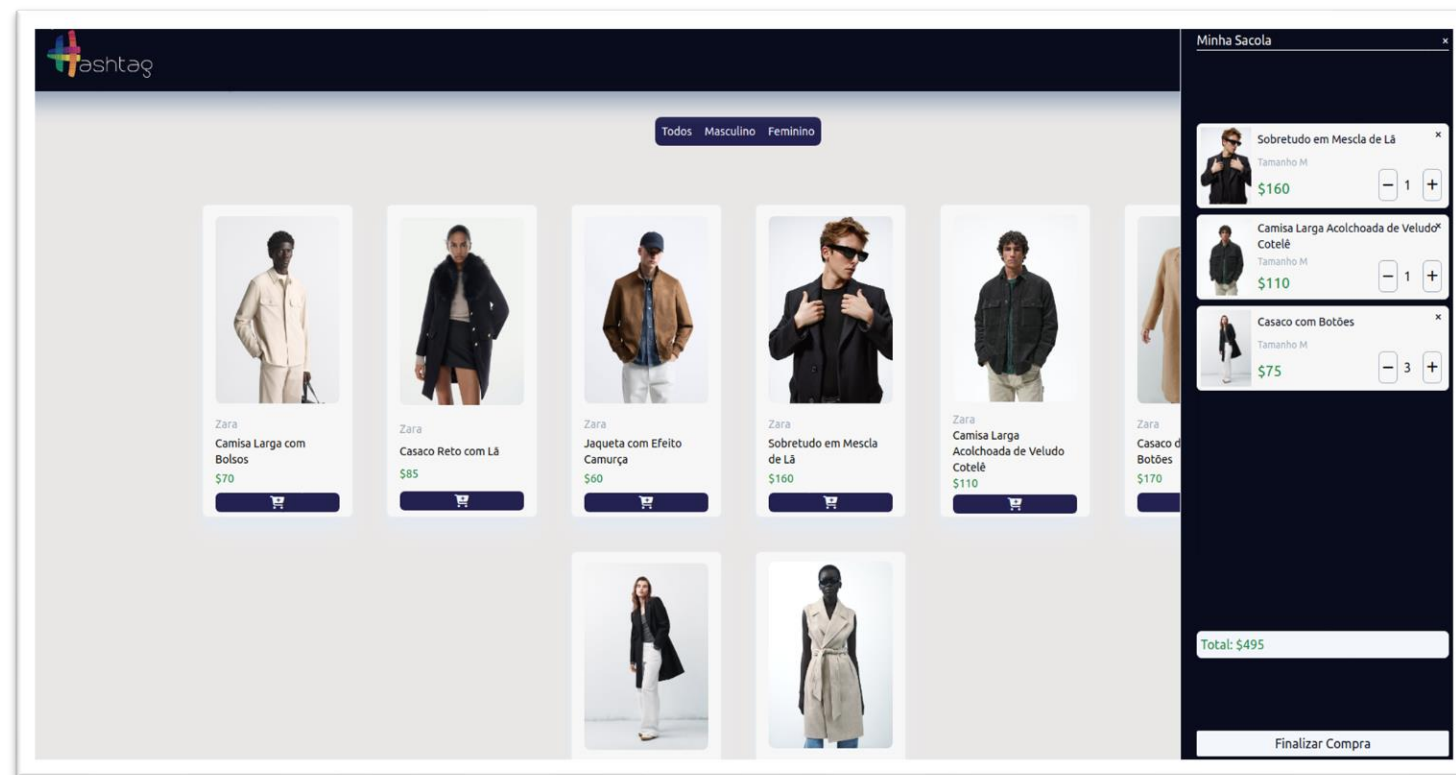 ashtag
Todos Masculino Feminino
Zara
Camisa Larga com
Bolsos
$70
Zara
Casaco Reto com Lã
$85
Zara
Jaqueta com Efeito
Camurça
$60
Zara
Sobretudo em Mescla
de Lã
$160
Zara
Camisa Larga
Acolchoada de Veludo
Cotelê
$110
Zara
Casaco d
Botões
$170
Minha Sacola ×
Sobretudo em Mescla de Lã ×
Tamanho M
$160 − 1 +
Camisa Larga Acolchoada de Veludo ×
Cotelê
Tamanho M
$110 − 1 +
Casaco com Botões ×
Tamanho M
$75 − 3 +
Total: $495
Finalizar Compra